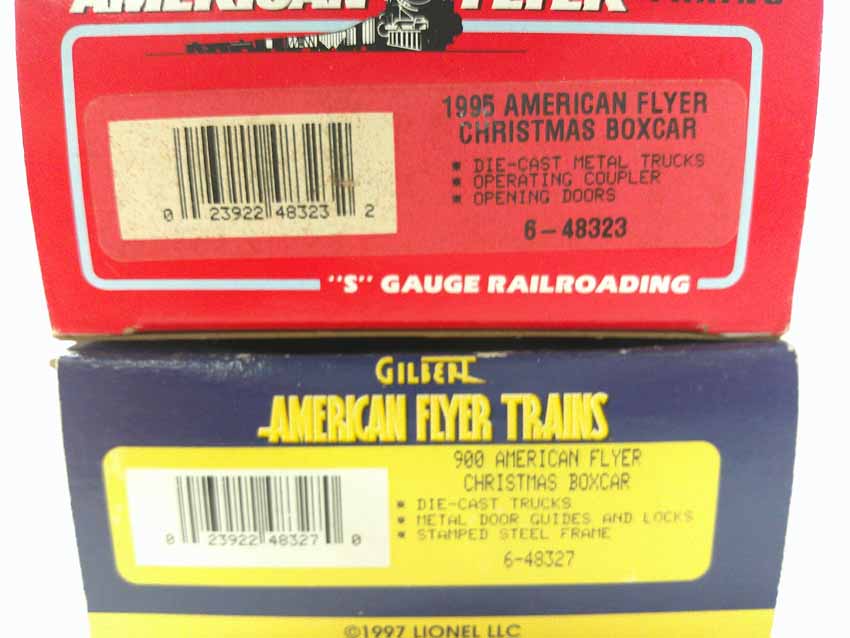 AMERICAN FLYER TRAINS
1995 AMERICAN FLYER
CHRISTMAS BOXCAR
DIE-CAST METAL TRUCKS
OPERATING COUPLER
OPENING DOORS
6-48323
0 23922 48323 2
"S" GAUGE RAILROADING
GILBERT
AMERICAN FLYER TRAINS
900 AMERICAN FLYER
CHRISTMAS BOXCAR
DIE-CAST TRUCKS
METAL DOOR GUIDES AND LOCKS
STAMPED STEEL FRAME
6-48327
0 23922 48327 0
©1997 LIONEL LLC